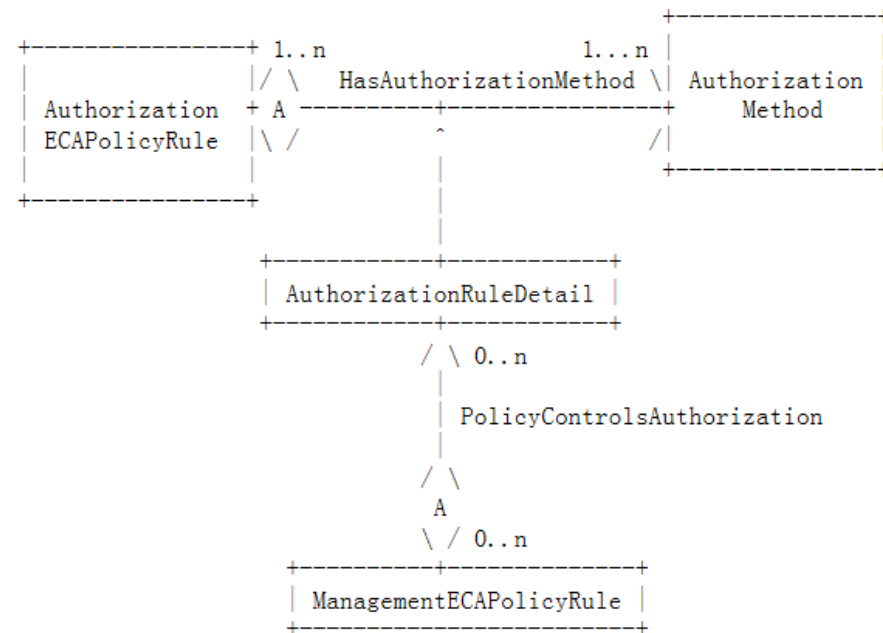 1..n 1...n
HasAuthorizationMethod
Authorization
Method
A
Authorization
ECAPolicyRule
AuthorizationRuleDetail
0..n
PolicyControlsAuthorization
A
0..n
ManagementECAPolicyRule